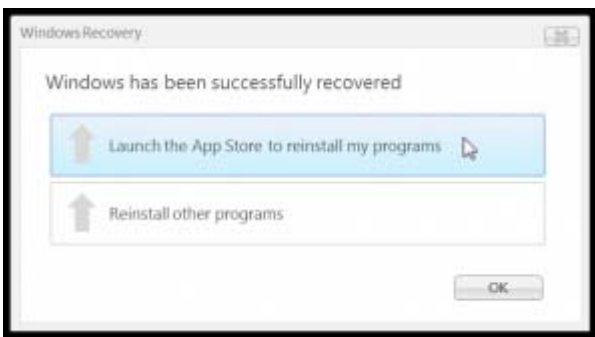 Windows Recovery
Windows has been successfully recovered
Launch the App Store to reinstall my programs
Reinstall other programs
OK